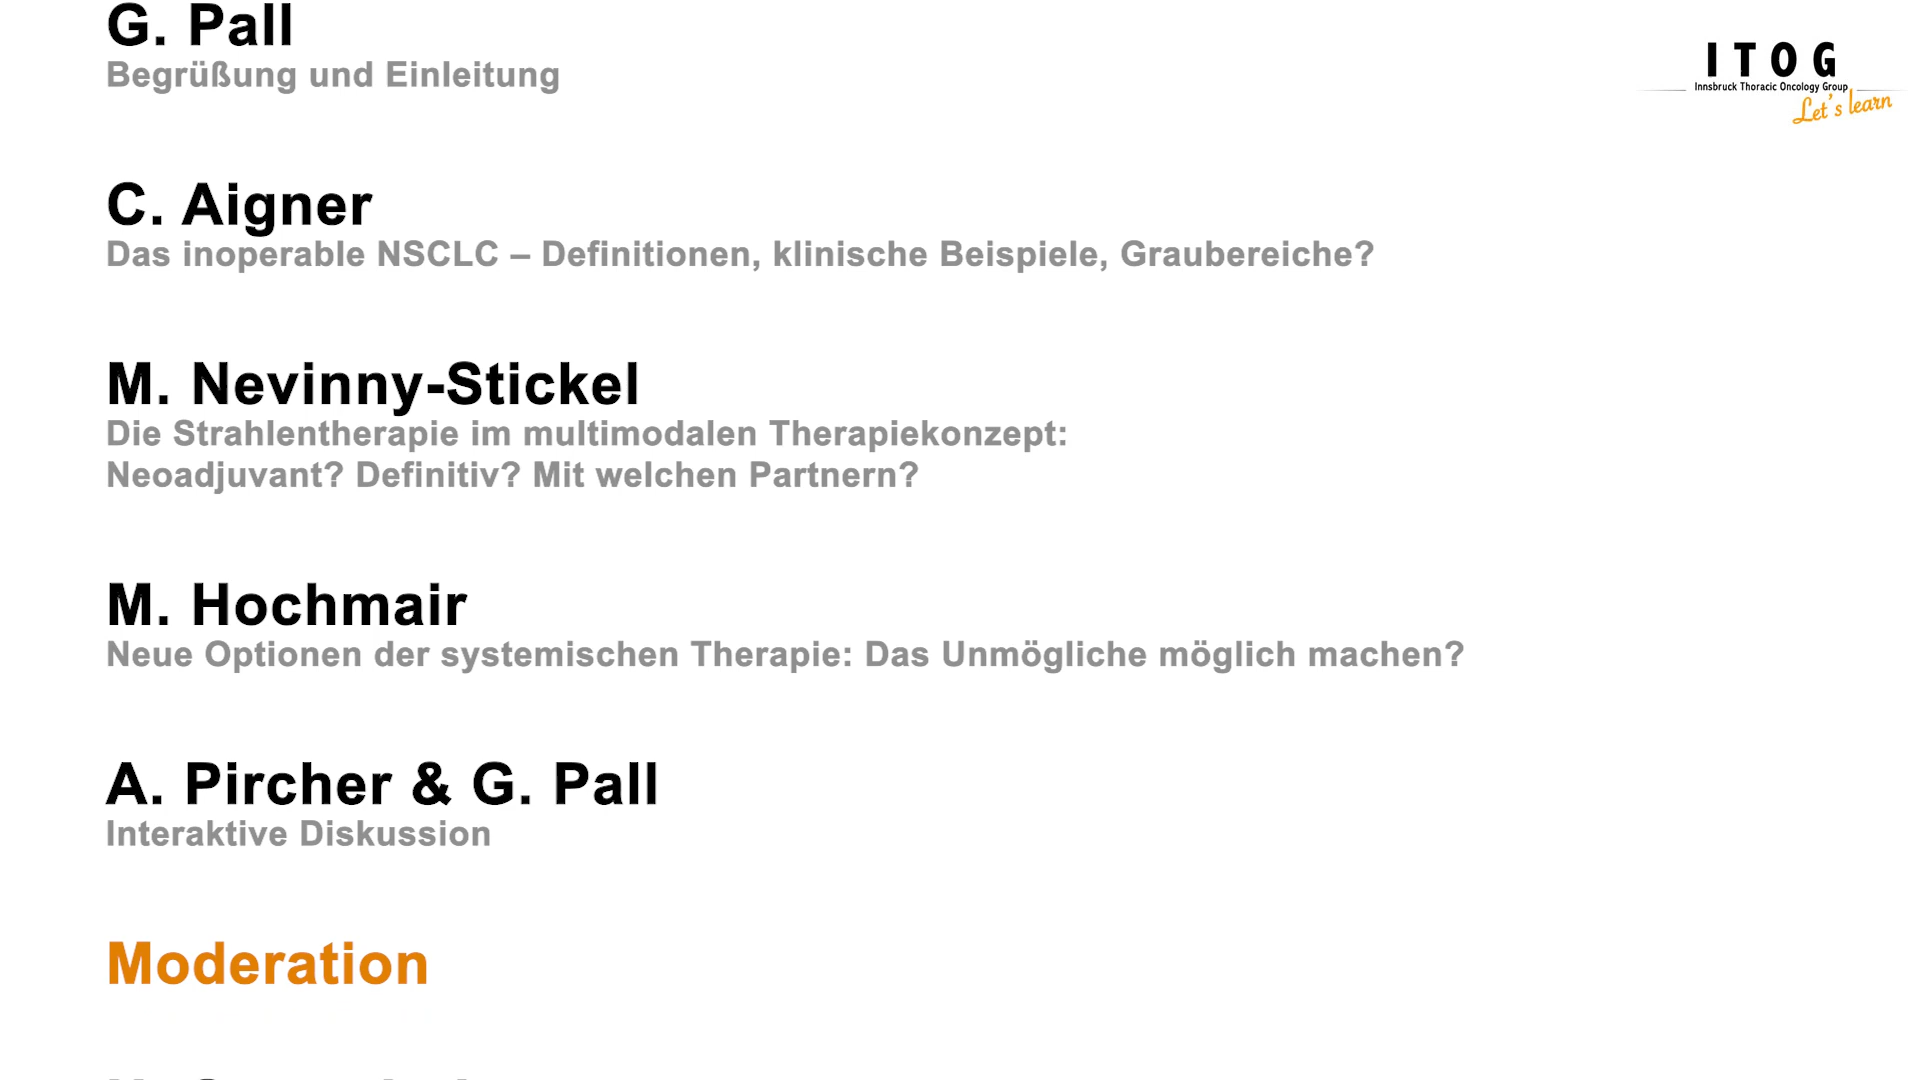 G. Pall
Begrüßung und Einleitung
I T O G
Innsbruck Thoracic Oncology Group
Let's learn
C. Aigner
Das inoperable NSCLC – Definitionen, klinische Beispiele, Graubereiche?
M. Nevinny-Stickel
Die Strahlentherapie im multimodalen Therapiekonzept:
Neoadjuvant? Definitiv? Mit welchen Partnern?
M. Hochmair
Neue Optionen der systemischen Therapie: Das Unmögliche möglich machen?
A. Pircher & G. Pall
Interaktive Diskussion
Moderation